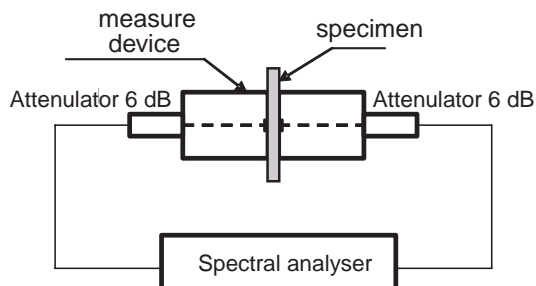 measure
device
specimen
Attenulator 6 dB
Attenulator 6 dB
Spectral analyser